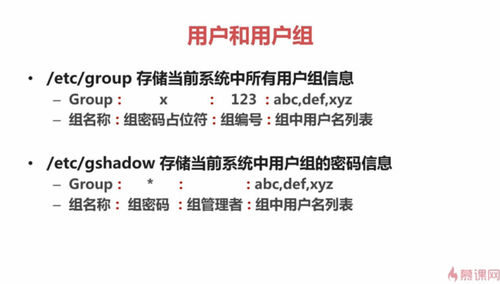 用户和用户组
• /etc/group 存储当前系统中所有用户组信息
– Group： x ： 123 ：abc,def,xyz
– 组名称：组密码占位符：组编号：组中用户名列表
• /etc/gshadow 存储当前系统中用户组的密码信息
– Group： * ： ：abc,def,xyz
– 组名称： 组密码 ：组管理者：组中用户名列表
慕课网